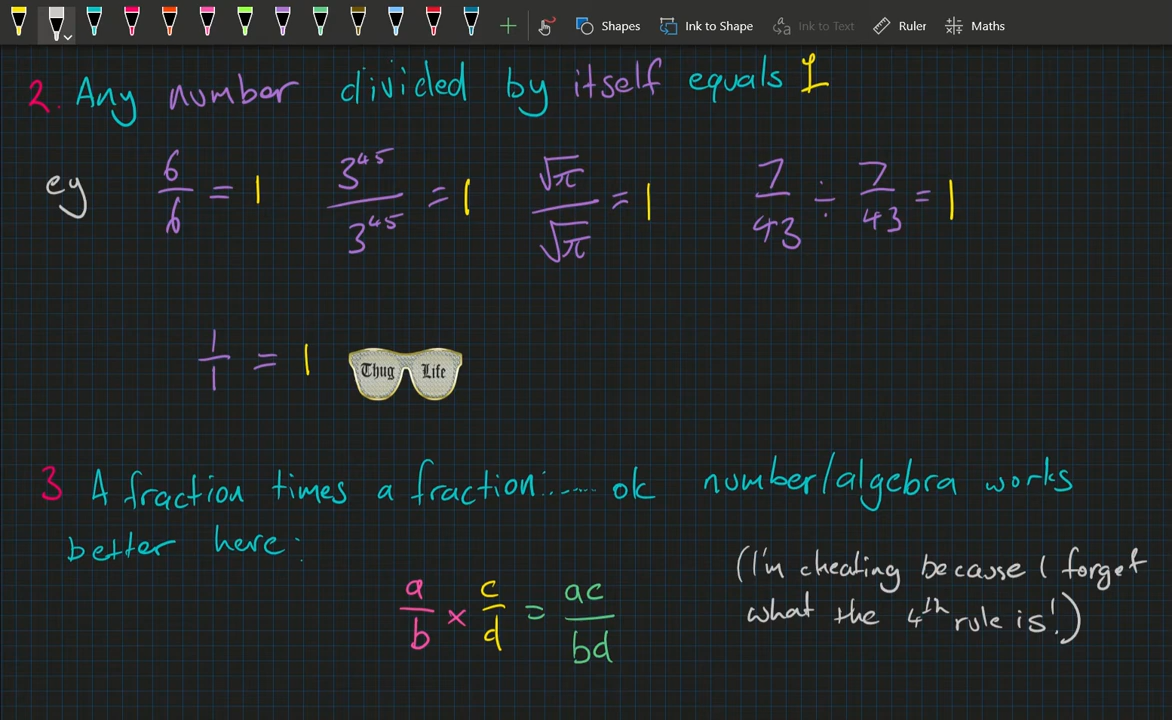 Shapes Ink to Shape Ink to Text Ruler Maths
2. Any number divided by itself equals 1
eg 6/6 = 1 3^45/3^45 = 1 √π/√π = 1 7/43 ÷ 7/43 = 1
1/1 = 1 Thug Life
3 A fraction times a fraction....... ok number/algebra works
better here:
a/b × c/d = ac/bd
(I'm cheating because I forget
what the 4th rule is!)